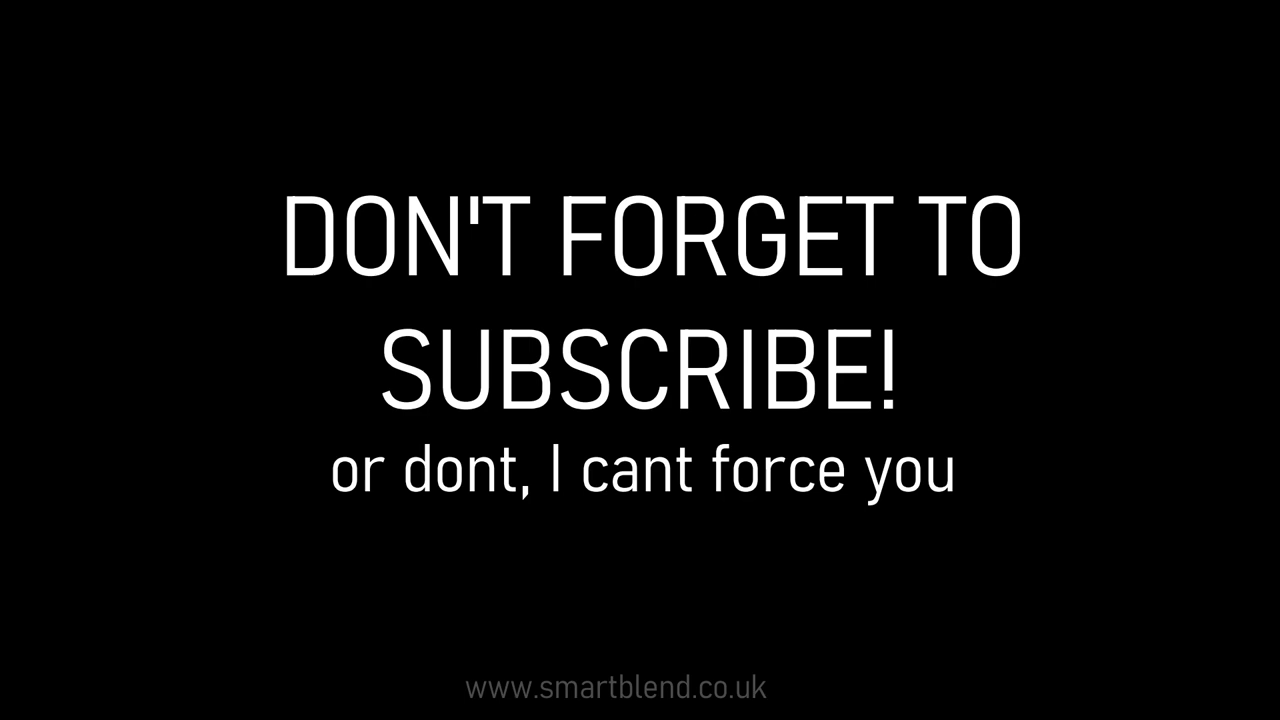 DON'T FORGET TO
SUBSCRIBE!
or dont, I cant force you
www.smartblend.co.uk